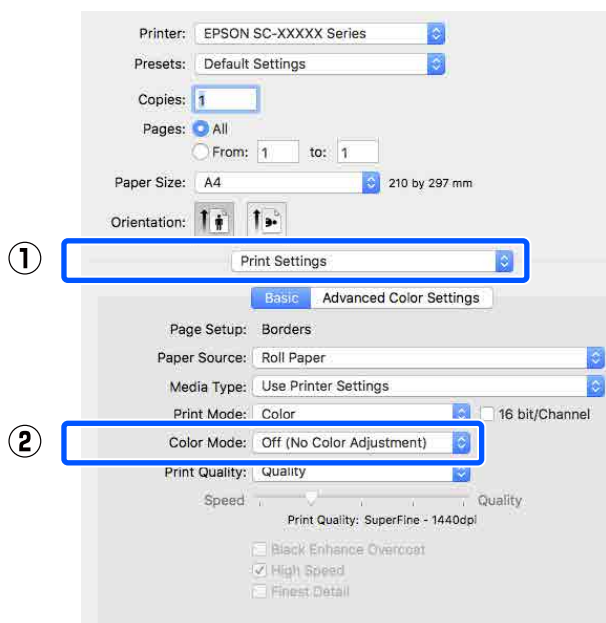 Printer: EPSON SC-XXXXX Series
Presets: Default Settings
Copies: 1
Pages: All
From: 1 to: 1
Paper Size: A4 210 by 297 mm
Orientation:
① Print Settings
Basic Advanced Color Settings
Page Setup: Borders
Paper Source: Roll Paper
Media Type: Use Printer Settings
Print Mode: Color 16 bit/Channel
② Color Mode: Off (No Color Adjustment)
Print Quality: Quality
Speed Quality
Print Quality: SuperFine - 1440dpi
Black Enhance Overcoat
High Speed
Finest Detail